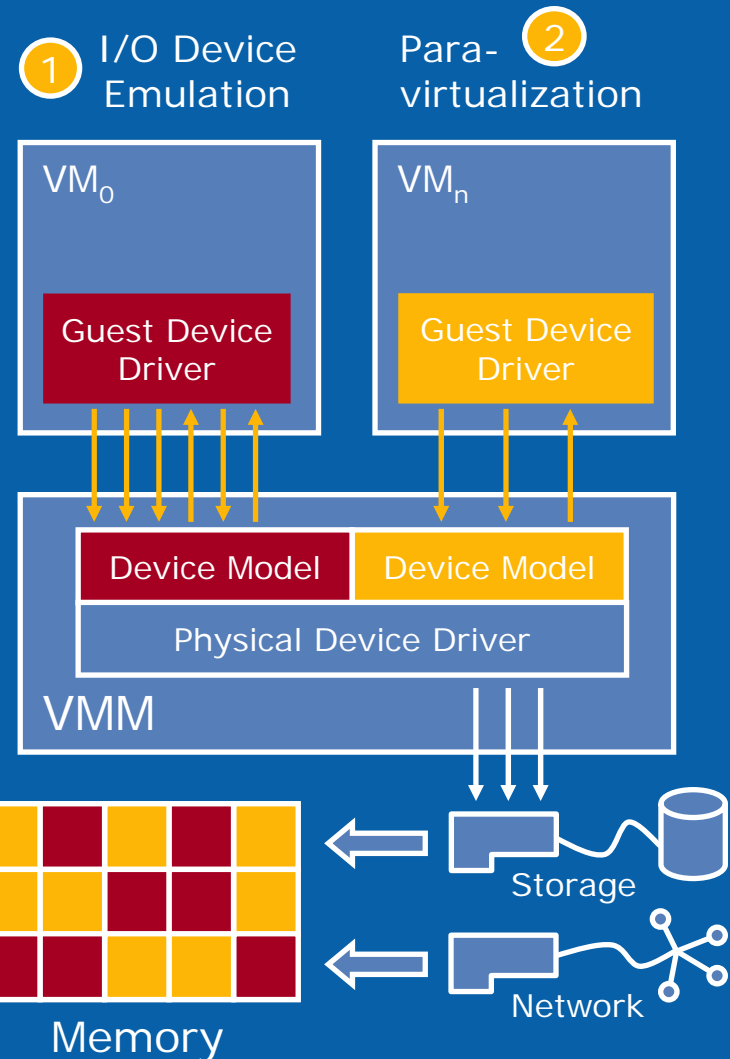 1
I/O Device
Emulation
Para-
virtualization
2
VM0
VMn
Guest Device
Driver
Guest Device
Driver
Device Model
Device Model
Physical Device Driver
VMM
Storage
Network
Memory